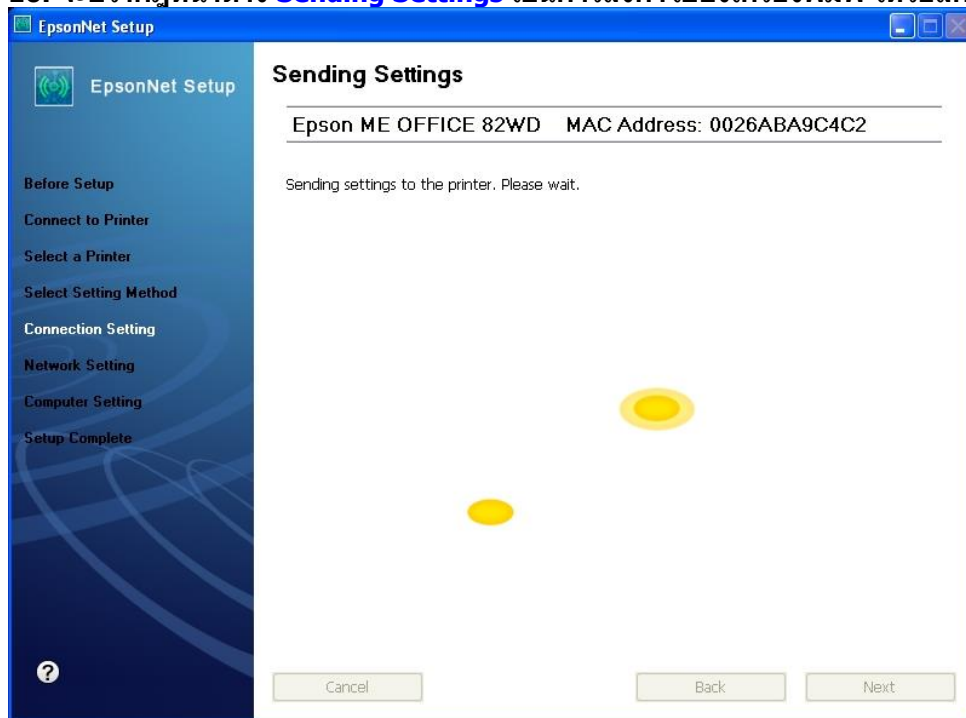 Sending Settings
EpsonNet Setup
EpsonNet Setup
Sending Settings
Epson ME OFFICE 82WD MAC Address: 0026ABA9C4C2
Before Setup
Sending settings to the printer. Please wait.
Connect to Printer
Select a Printer
Select Setting Method
Connection Setting
Network Setting
Computer Setting
Setup Complete
?
Cancel
Back
Next